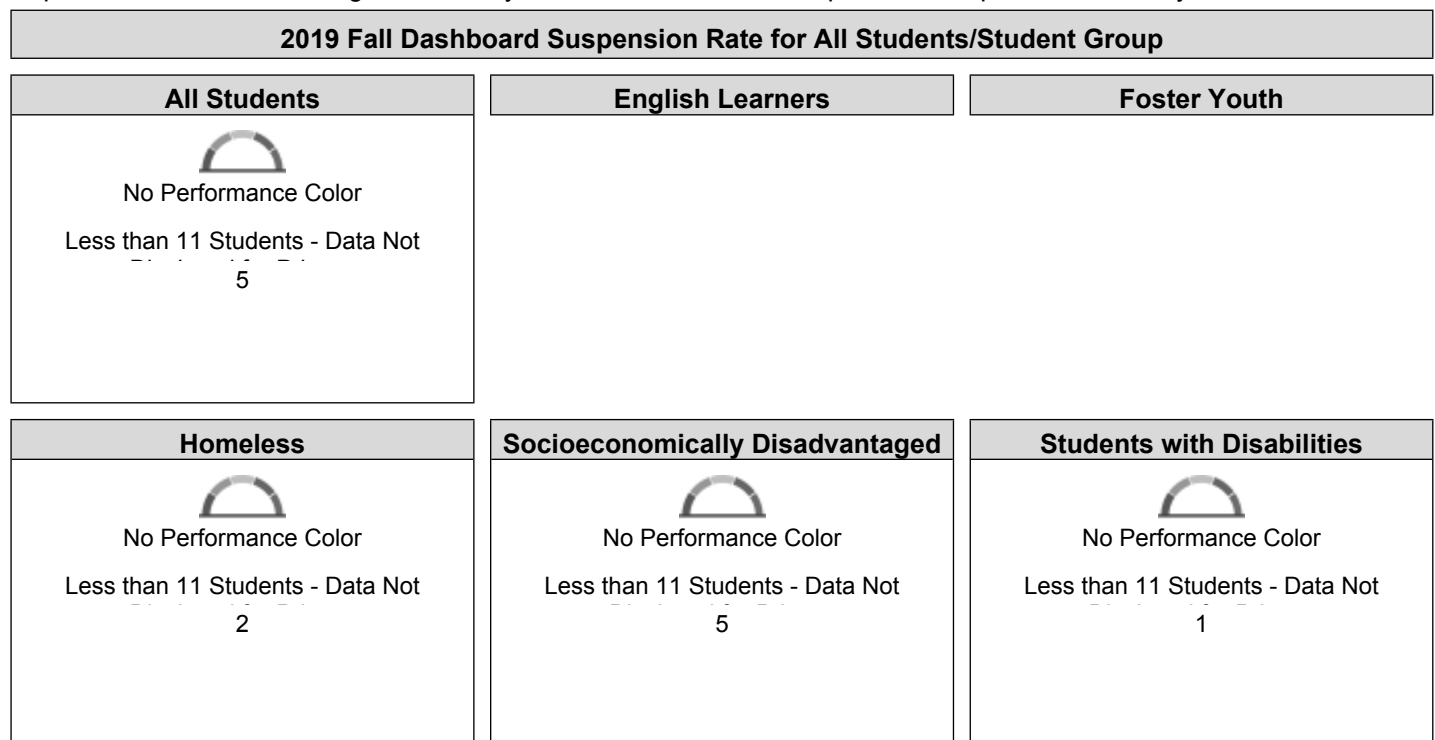 2019 Fall Dashboard Suspension Rate for All Students/Student Group
All Students
English Learners
Foster Youth
No Performance Color
Less than 11 Students - Data Not
5
Homeless
Socioeconomically Disadvantaged
Students with Disabilities
No Performance Color
Less than 11 Students - Data Not
2
No Performance Color
Less than 11 Students - Data Not
5
No Performance Color
Less than 11 Students - Data Not
1